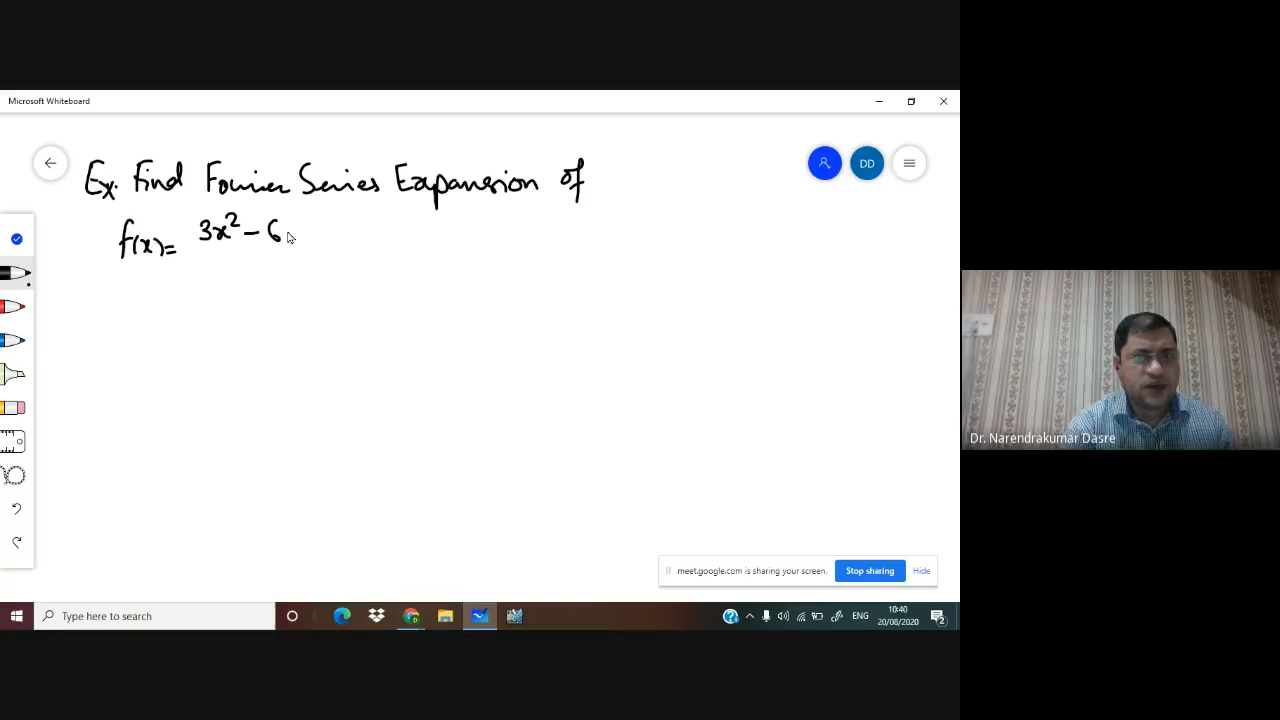 Microsoft Whiteboard
DD
Ex. Find Fourier Series Expansion of
f(x)= 3x² - 6
Dr. Narendrakumar Dasre
meet.google.com is sharing your screen.
Stop sharing
Hide
Type here to search
ENG
10:40
20/08/2020
2